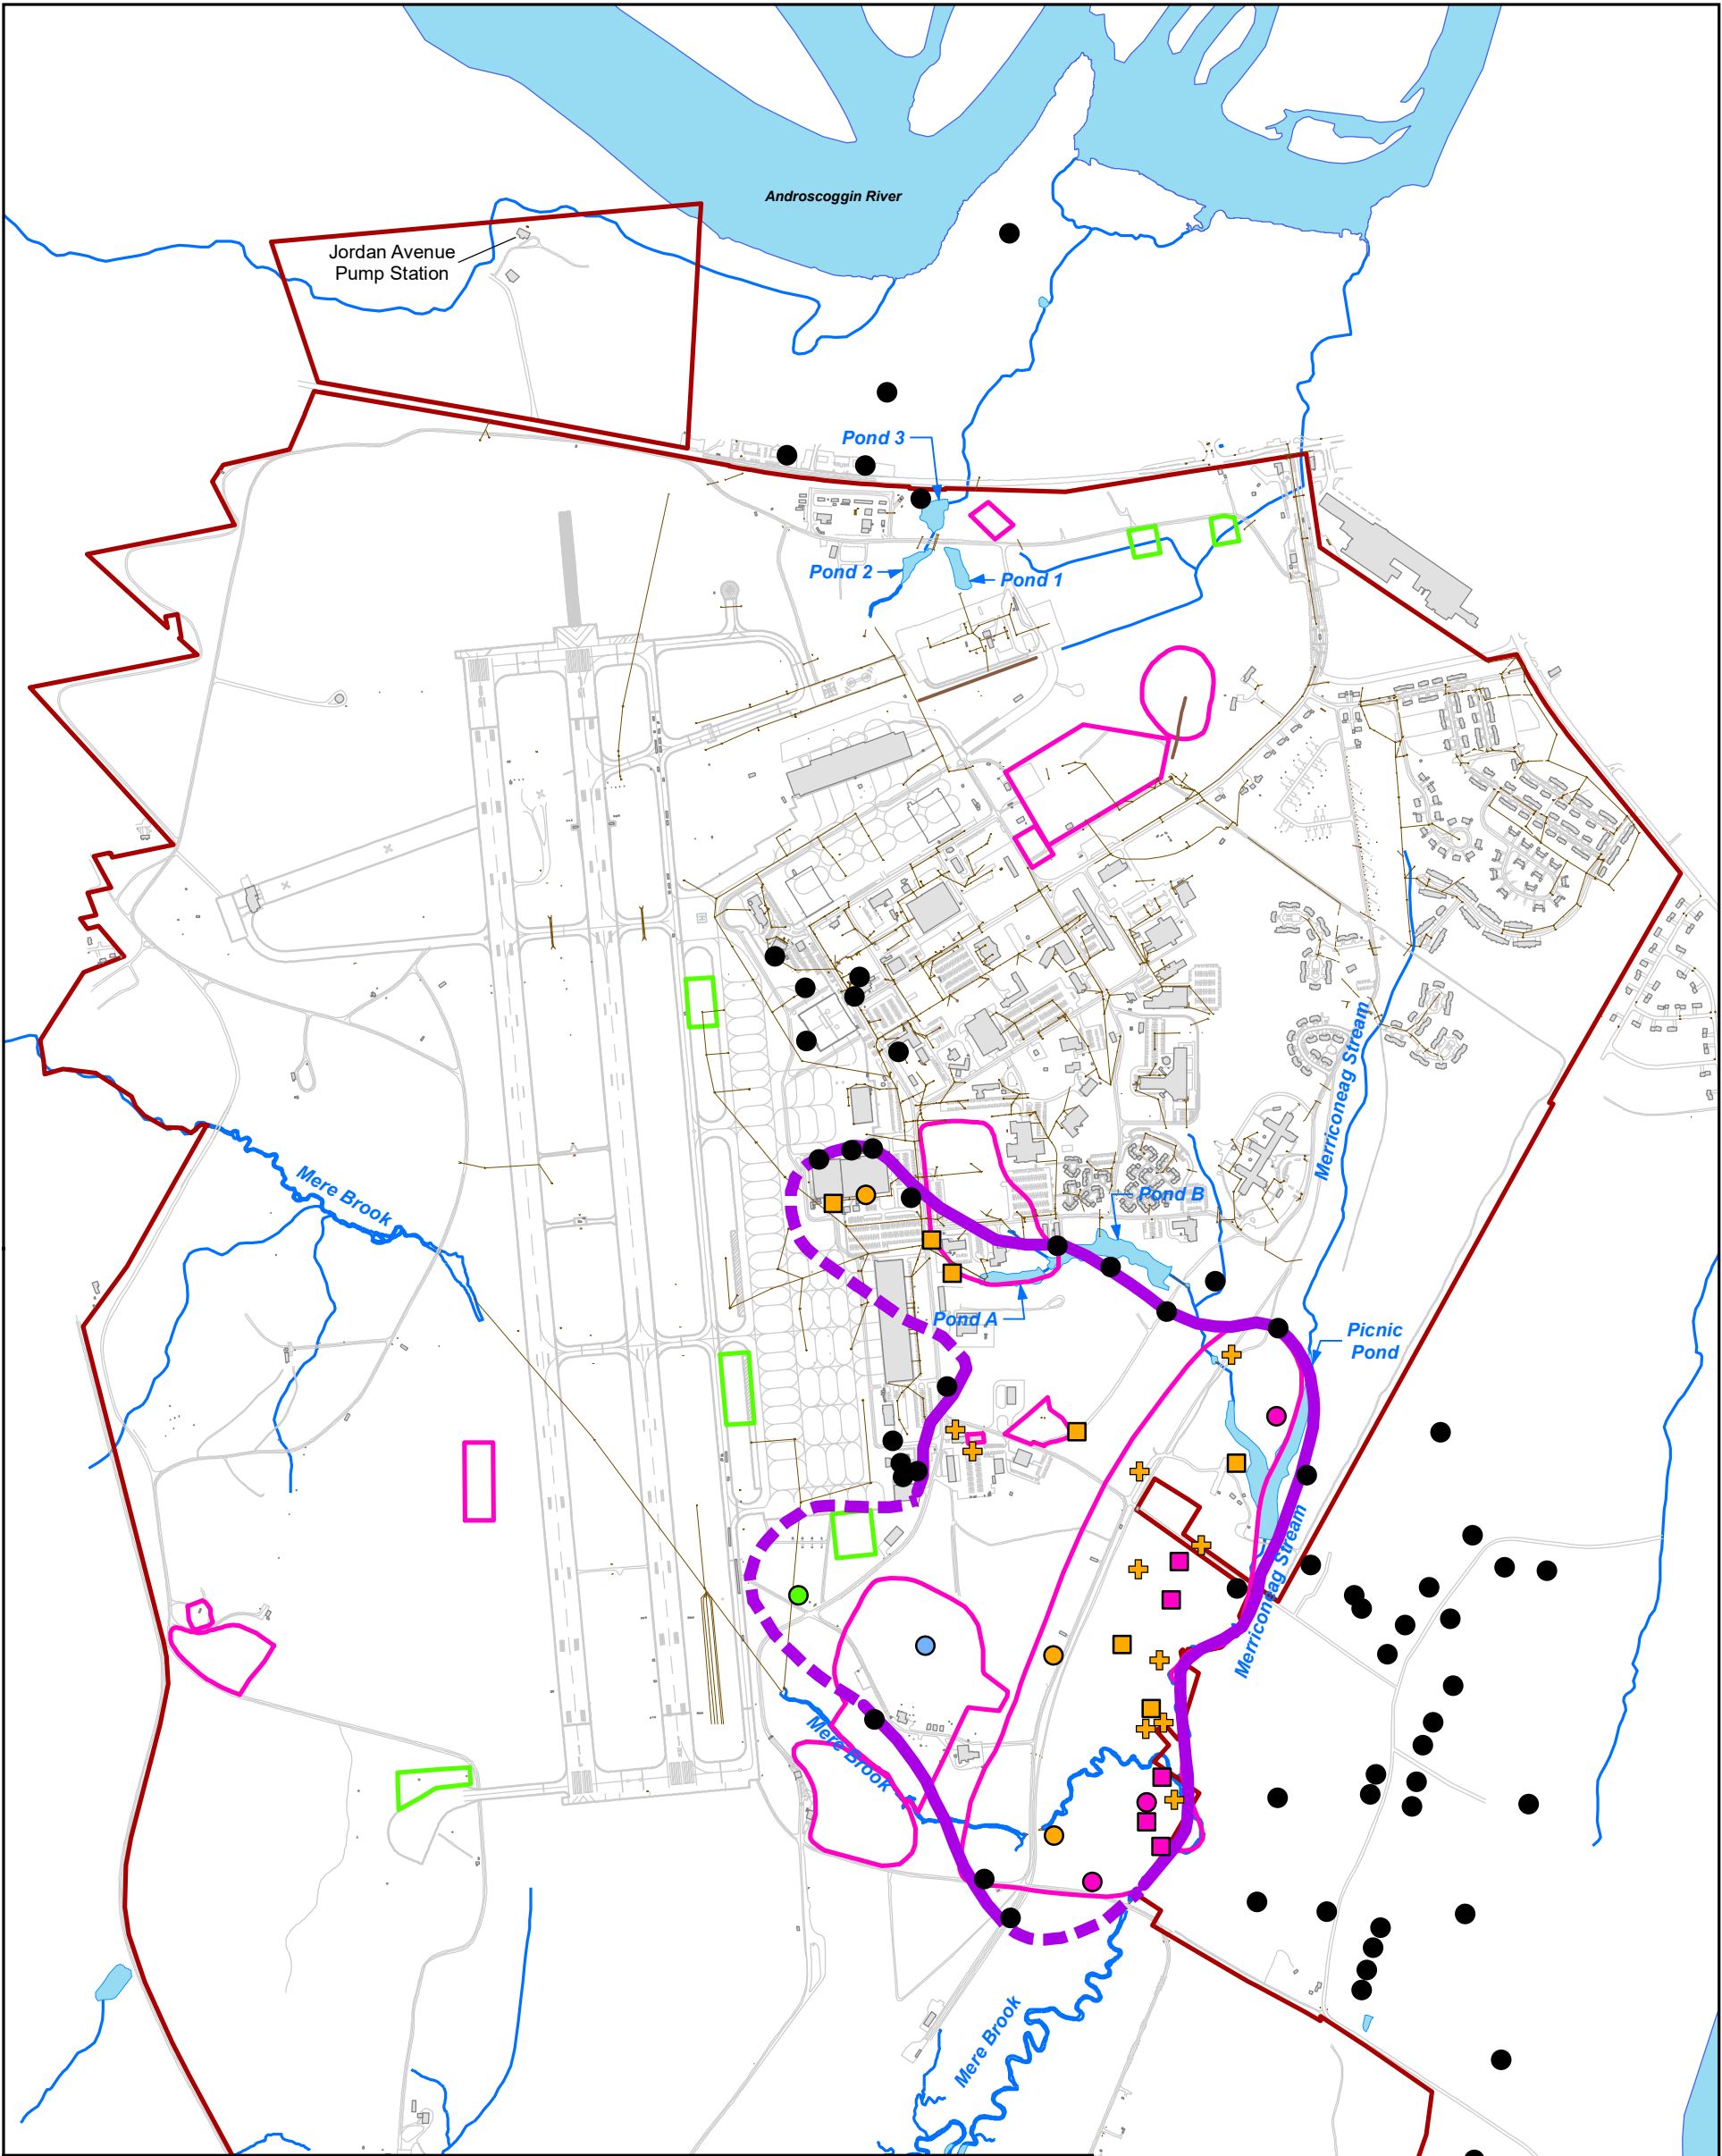 Androscoggin River
Jordan Avenue
Pump Station
Pond 3
Pond 2
Pond 1
Merriconeag Stream
Mere Brook
Pond B
Pond A
Picnic
Pond
Merriconeag Stream
Mere Brook
Mere Brook